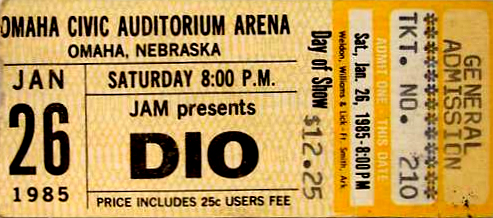 OMAHA CIVIC AUDITORIUM ARENA
OMAHA, NEBRASKA
JAN
26
1985
SATURDAY 8:00 P.M.
JAM presents
DIO
PRICE INCLUDES 25c USERS FEE
Day of Show
$12.25
Weldon, Williams & Lick - Ft Smith, Ark
Sat, Jan. 26, 1985 - 8:00 PM
ADMIT ONE THIS DATE
TKT. NO. 210
GENERAL
ADMISSION